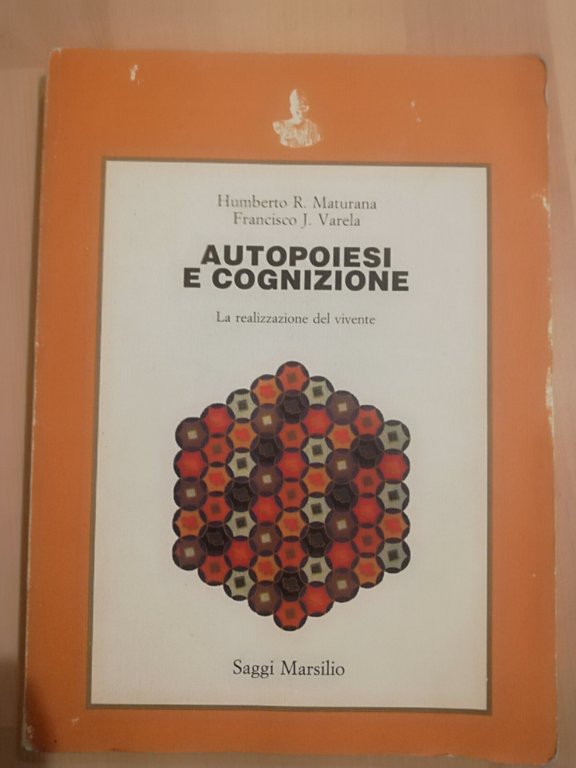 Humberto R. Maturana
Francisco J. Varela
AUTOPOIESI
E COGNIZIONE
La realizzazione del vivente
Saggi Marsilio